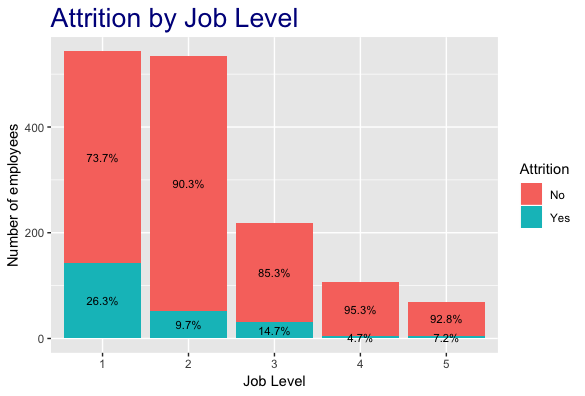 Attrition by Job Level
Number of employees
400
200
0
73.7%
26.3%
90.3%
9.7%
85.3%
14.7%
95.3%
4.7%
92.8%
7.2%
1 2 3 4 5
Job Level
Attrition
No
Yes